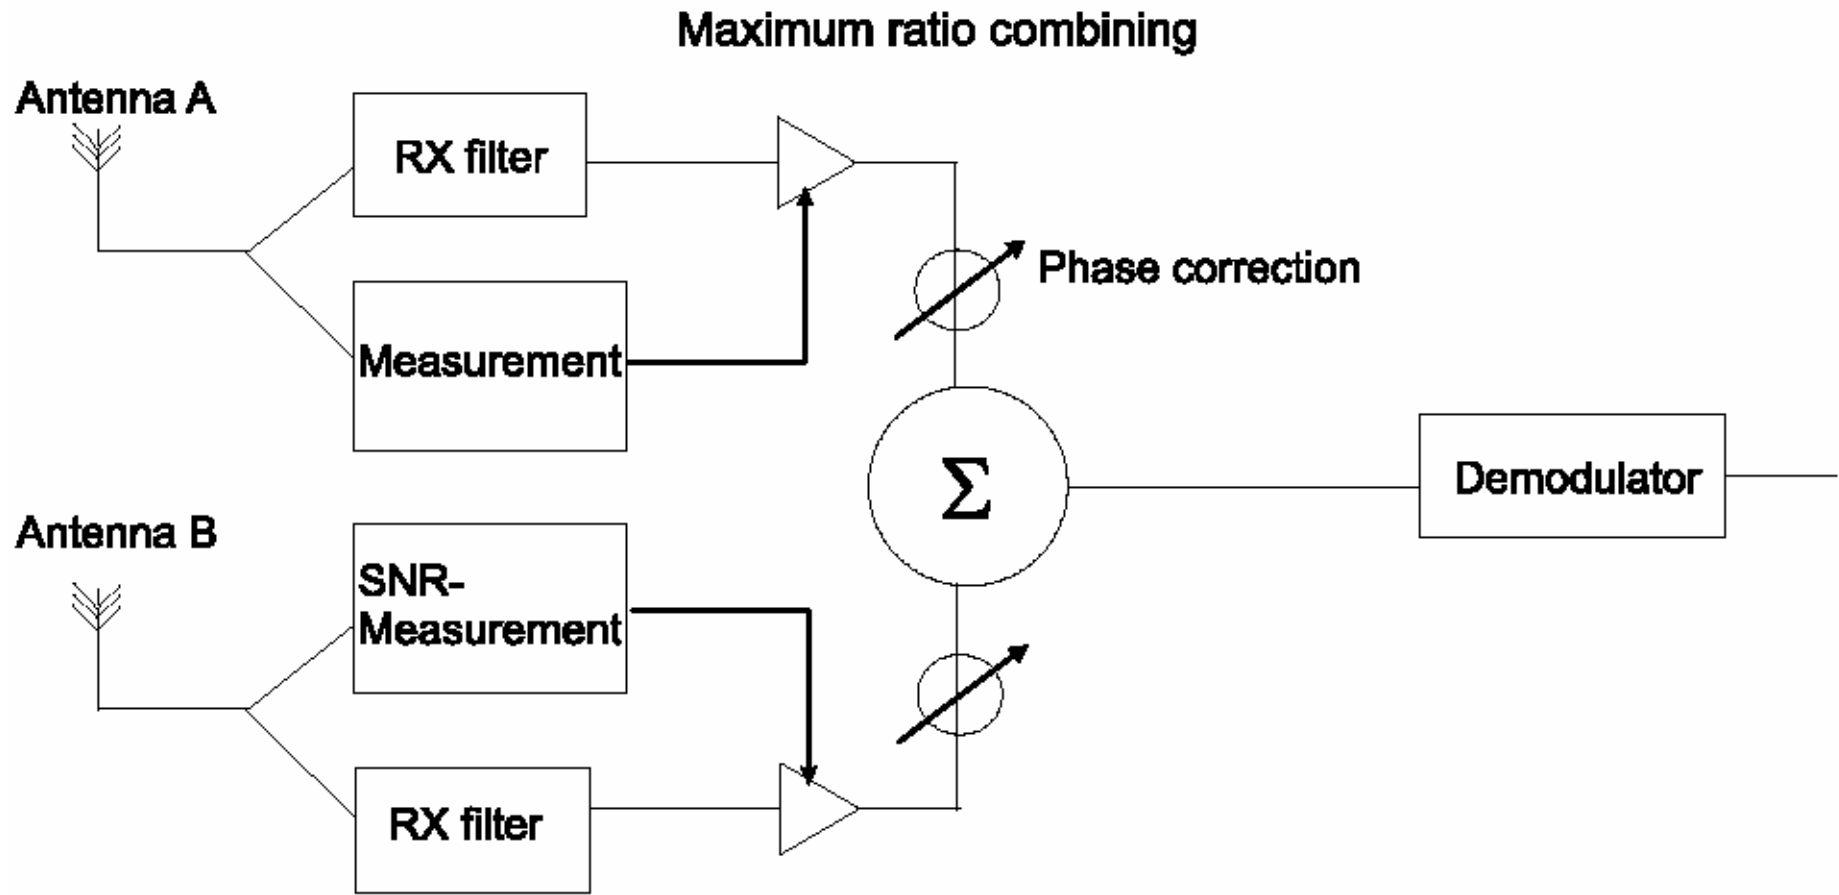 Maximum ratio combining
Antenna A
RX filter
Phase correction
Measurement
Σ
Demodulator
Antenna B
SNR-
Measurement
RX filter